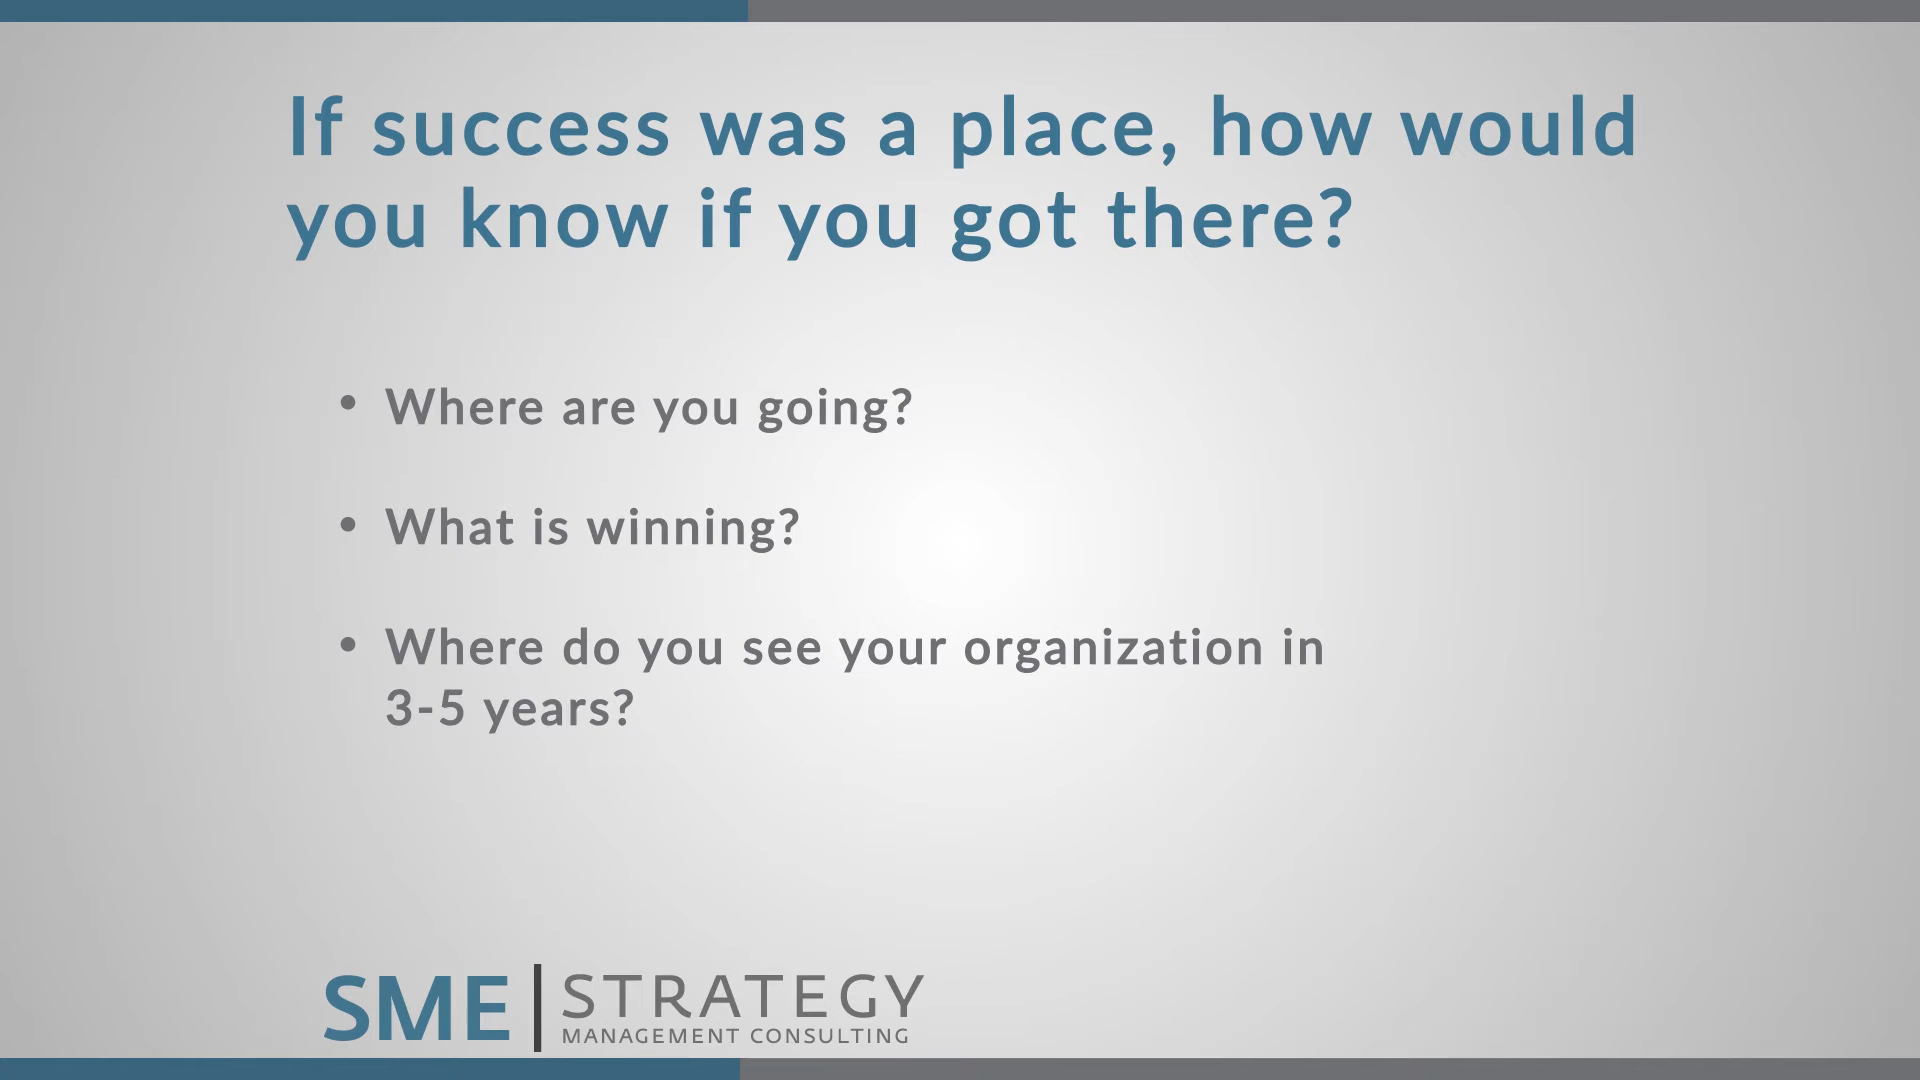 If success was a place, how would
you know if you got there?
• Where are you going?
• What is winning?
• Where do you see your organization in
3-5 years?
SME | STRATEGY
MANAGEMENT CONSULTING